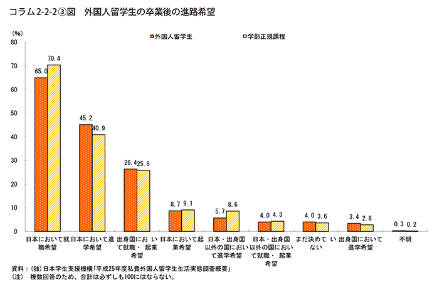 コラム2-2-2③図　外国人留学生の卒業後の進路希望
(%)
外国人留学生
学部正規課程
80
70
60
50
40
30
20
10
0
65.0
70.4
45.2
40.9
26.4
25.8
8.7
9.1
5.7
8.6
4.0
4.3
4.0
3.6
3.4
2.8
0.3
0.2
日本において就
職希望
日本において進
学希望
出身国におい
て就職・起業
希望
日本において起
業希望
日本・出身国
以外の国におい
て進学希望
日本・出身国
以外の国におい
て就職・起業
希望
まだ決めてい
ない
出身国において
進学希望
不明
資料：(独)日本学生支援機構「平成25年度私費外国人留学生生活実態調査概要」
(注)　複数回答のため、合計は必ずしも100にはならない。